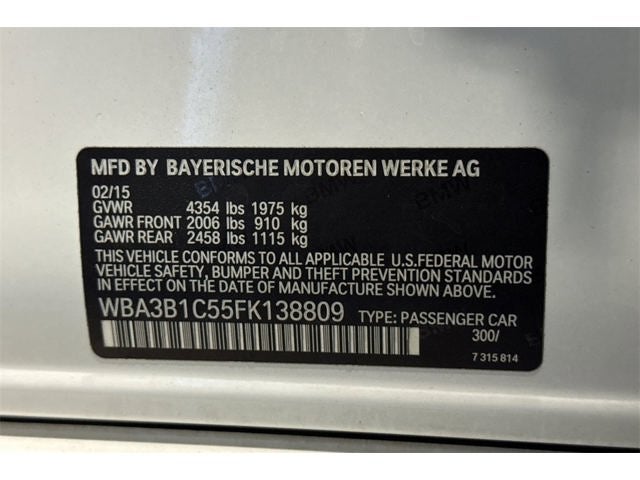 MFD BY BAYERISCHE MOTOREN WERKE AG
02/15
GVWR 4354 lbs 1975 kg
GAWR FRONT 2006 lbs 910 kg
GAWR REAR 2458 lbs 1115 kg
THIS VEHICLE CONFORMS TO ALL APPLICABLE U.S.FEDERAL MOTOR
VEHICLE SAFETY, BUMPER AND THEFT PREVENTION STANDARDS
IN EFFECT ON THE DATE OF MANUFACTURE SHOWN ABOVE.
WBA3B1C55FK138809 TYPE: PASSENGER CAR
300/
7 315 814